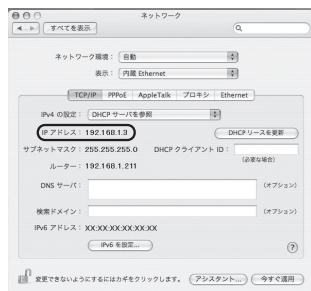 ネットワーク
すべてを表示
ネットワーク環境： 自動
表示： 内蔵 Ethernet
TCP/IP PPPoE AppleTalk プロキシ Ethernet
IPv4 の設定： DHCP サーバを参照
IP アドレス： 192.168.1.3 DHCP リースを更新
サブネットマスク： 255.255.255.0 DHCP クライアント ID：
(必要な場合)
ルーター： 192.168.1.211
DNS サーバ： (オプション)
検索ドメイン： (オプション)
IPv6 アドレス： XX:XX:XX:XX:XX:XX
IPv6 を設定... ?
変更できないようにするにはカギをクリックします。 アシスタント... 今すぐ適用